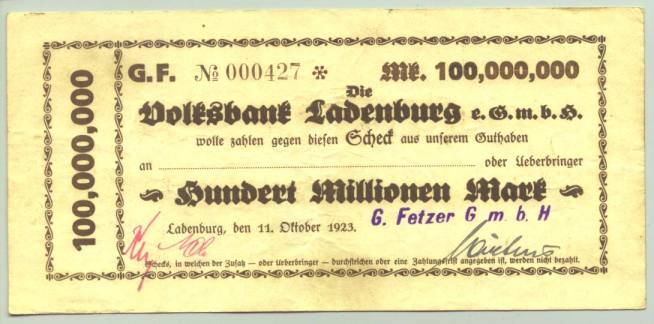 100,000,000
G.F. № 000427 * Mk. 100,000,000
Die
Volksbank Ladenburg e.G.m.b.H.
wolle zahlen gegen diesen Scheck aus unserem Guthaben
an oder Ueberbringer
Hundert Millionen Mark
Ladenburg, den 11. Oktober 1923.
G. Fetzer G m. b. H
Schecks, in welchen der Zusatz — oder Ueberbringer — durchstrichen oder eine Zahlungsfrist angegeben ist, werden nicht bezahlt.